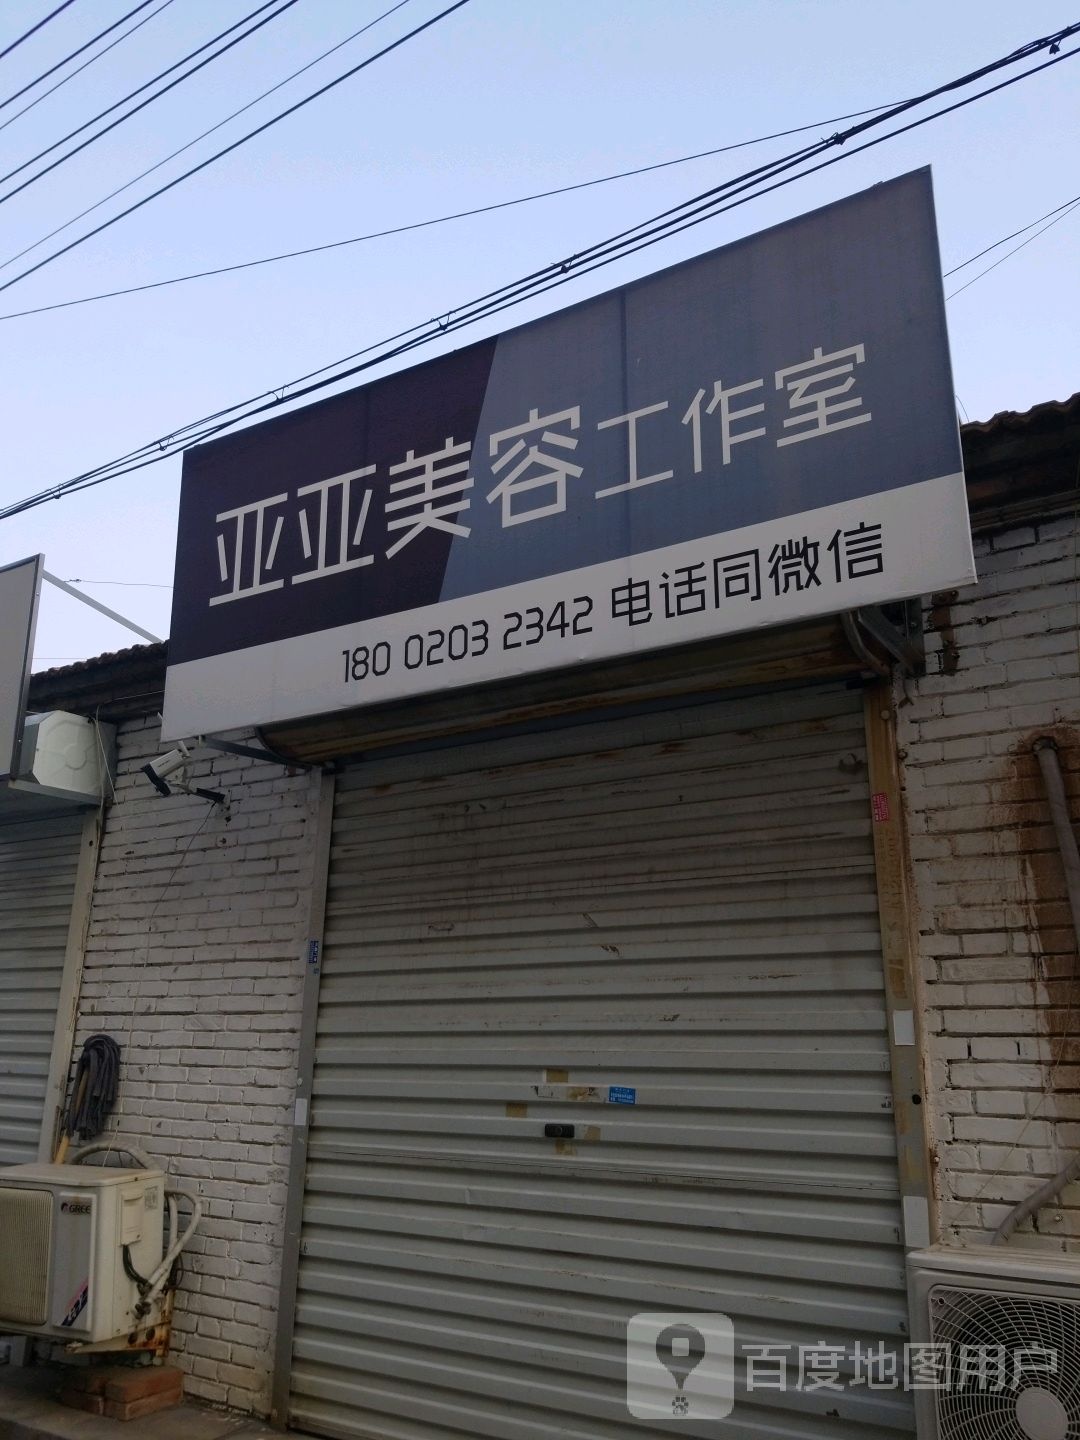 亚亚美容工作室
180 0203 2342 电话同微信
GREE
百度地图用户